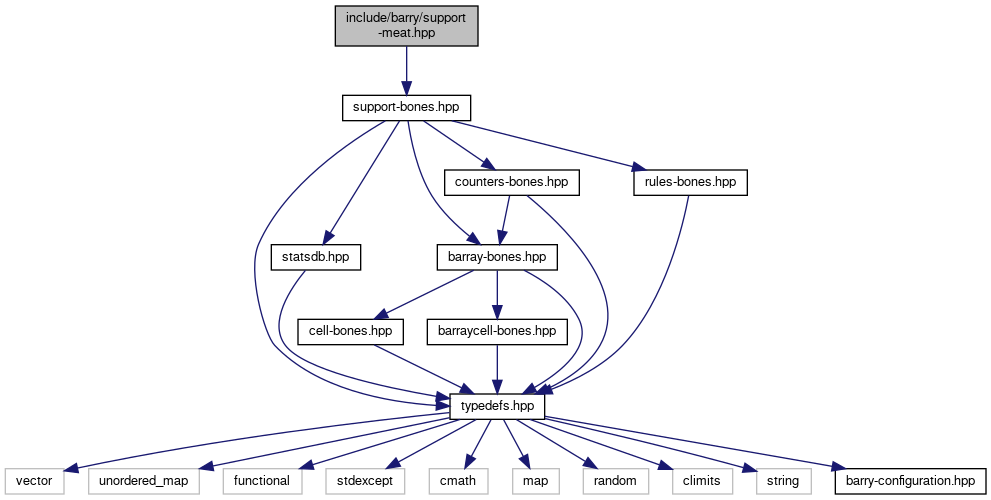 include/barry/support
-meat.hpp
support-bones.hpp
counters-bones.hpp
rules-bones.hpp
statsdb.hpp
barray-bones.hpp
cell-bones.hpp
barraycell-bones.hpp
typedefs.hpp
vector
unordered_map
functional
stdexcept
cmath
map
random
climits
string
barry-configuration.hpp